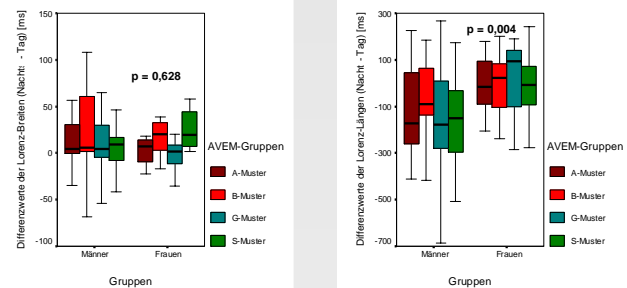 Differenzwerte der Lorenz-Breiten (Nacht - Tag) [ms]
150
100
50
0
-50
-100
p = 0,628
Männer
Frauen
Gruppen
AVEM-Gruppen
A-Muster
B-Muster
G-Muster
S-Muster
Differenzwerte der Lorenz-Längen (Nacht - Tag) [ms]
300
100
-100
-300
-500
-700
p = 0,004
Männer
Frauen
Gruppen
AVEM-Gruppen
A-Muster
B-Muster
G-Muster
S-Muster